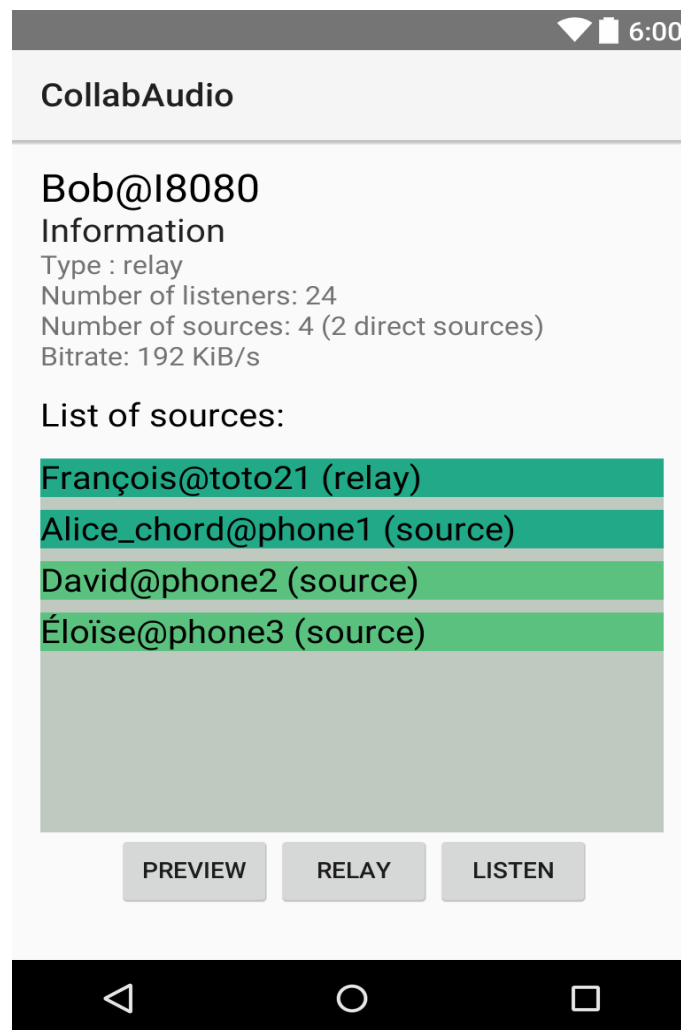 6:00
CollabAudio
Bob@I8080
Information
Type : relay
Number of listeners: 24
Number of sources: 4 (2 direct sources)
Bitrate: 192 KiB/s
List of sources:
François@toto21 (relay)
Alice_chord@phone1 (source)
David@phone2 (source)
Éloïse@phone3 (source)
PREVIEW RELAY LISTEN